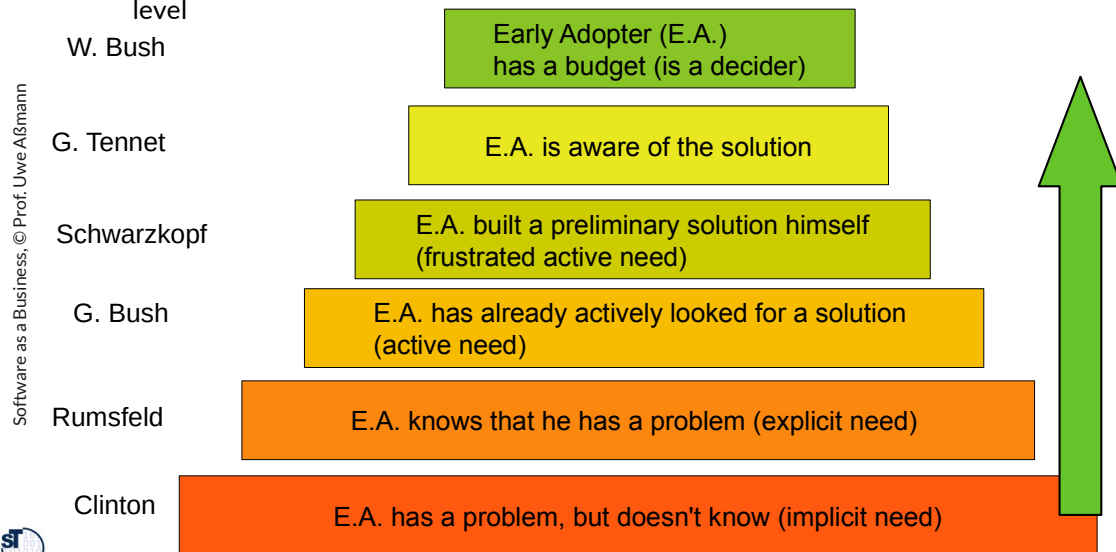 level
W. Bush
Early Adopter (E.A.)
has a budget (is a decider)
G. Tennet
E.A. is aware of the solution
Schwarzkopf
E.A. built a preliminary solution himself
(frustrated active need)
G. Bush
E.A. has already actively looked for a solution
(active need)
Rumsfeld
E.A. knows that he has a problem (explicit need)
Clinton
E.A. has a problem, but doesn't know (implicit need)
Software as a Business, © Prof. Uwe Aßmann
ST